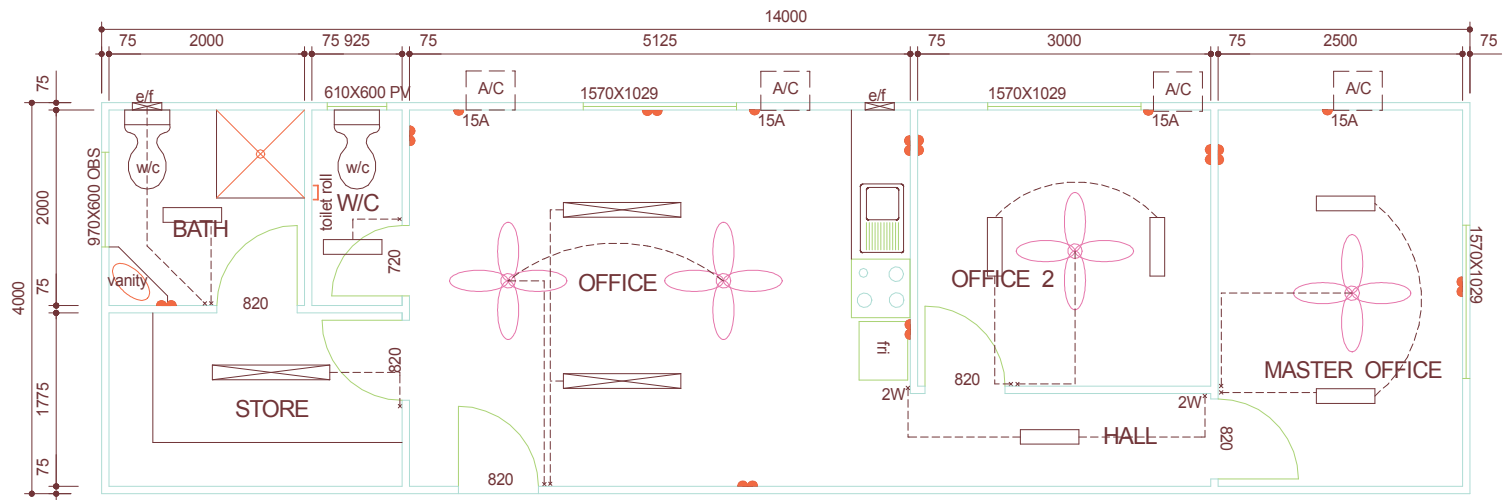 14000
75 2000 75 925 75 5125 75 3000 75 2500 75
75
e/f
610X600 PV
A/C
1570X1029
A/C
e/f
1570X1029
A/C
A/C
15A
15A
15A
15A
970X600 OBS
w/c
w/c
toilet roll
W/C
BATH
2000
4000
720
OFFICE
OFFICE 2
1570X1029
vanity
75
820
820
fri
820
2W
2W
MASTER OFFICE
1775
STORE
HALL
820
75
820